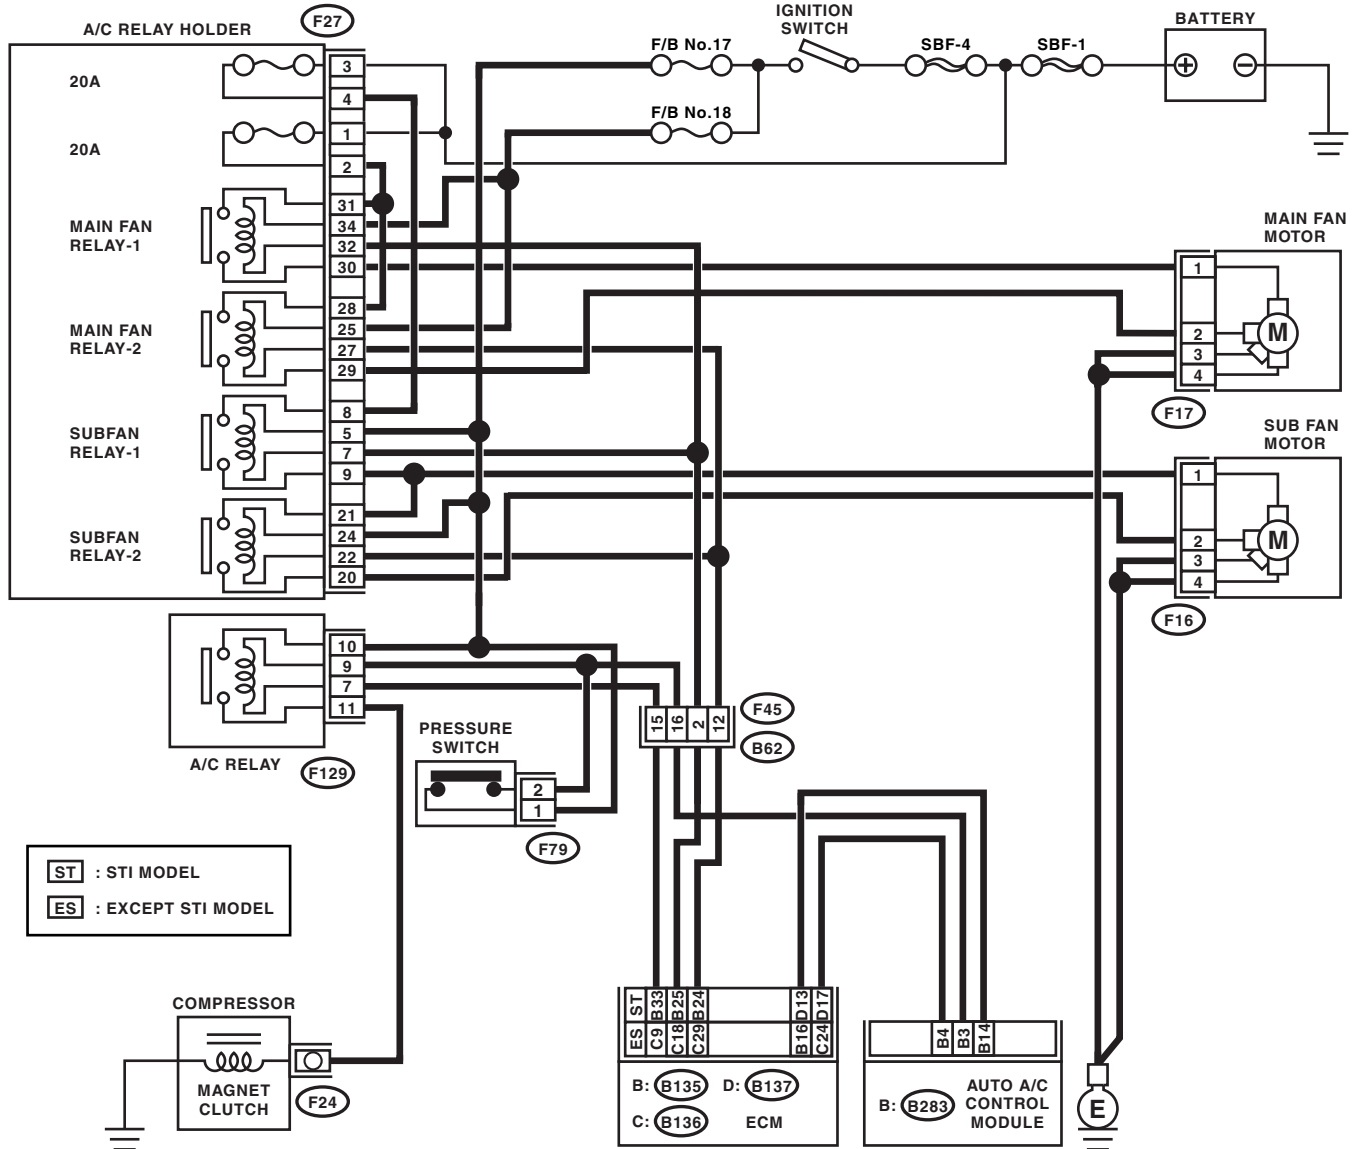 A/C RELAY HOLDER
F27
20A
20A
3
4
1
2
31
34
32
30
28
25
27
29
8
5
7
9
21
24
22
20
MAIN FAN
RELAY-1
MAIN FAN
RELAY-2
SUBFAN
RELAY-1
SUBFAN
RELAY-2
F/B No.17
F/B No.18
IGNITION
SWITCH
SBF-4
SBF-1
BATTERY
MAIN FAN
MOTOR
1
2
3
4
M
F17
SUB FAN
MOTOR
1
2
3
4
M
F16
10
9
7
11
A/C RELAY
F129
PRESSURE
SWITCH
2
1
F79
15
16
2
12
F45
B62
ST : STI MODEL
ES : EXCEPT STI MODEL
COMPRESSOR
MAGNET
CLUTCH
F24
ST B33 B25 B24 D13 D17
ES C9 C18 C29 B16 C24
B: B135 D: B137
C: B136 ECM
B4 B3 B14
B: B283
AUTO A/C
CONTROL
MODULE
E